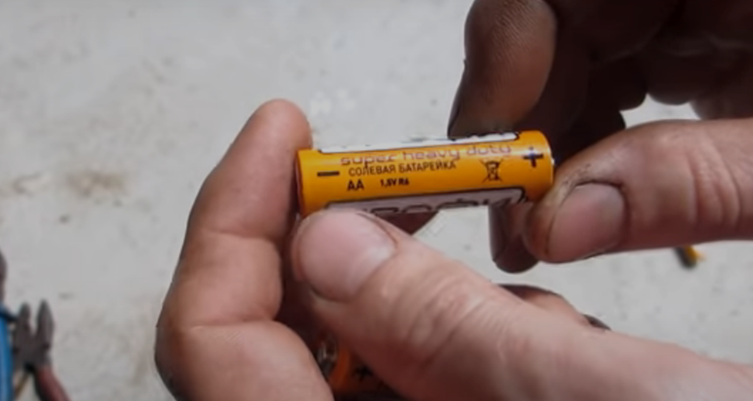 super heavy duty
СОЛЕВАЯ БАТАРЕЙКА
AA 1,5V R6